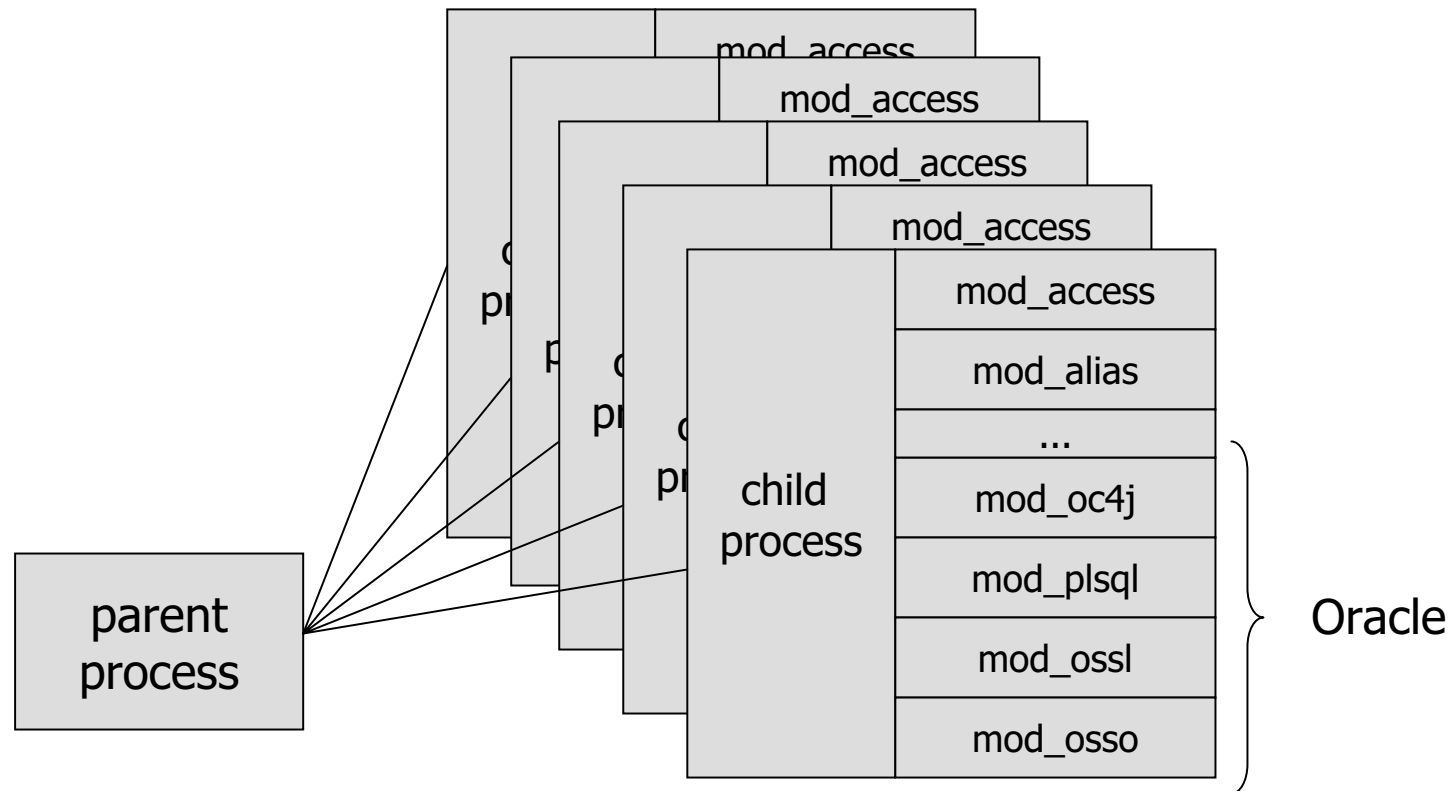 mod_access
mod_access
mod_access
mod_access
mod_access
mod_alias
...
mod_oc4j
mod_plsql
mod_ossl
mod_osso
child
process
parent
process
Oracle